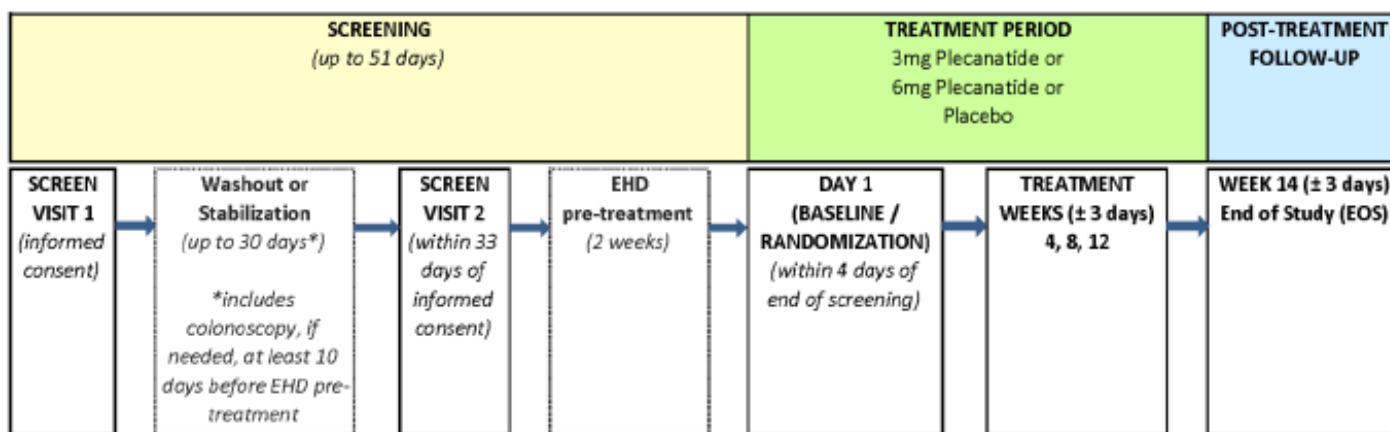 SCREENING
(up to 51 days)
TREATMENT PERIOD
3mg Plecanatide or
6mg Plecanatide or
Placebo
POST-TREATMENT
FOLLOW-UP
SCREEN
VISIT 1
(informed
consent)
Washout or
Stabilization
(up to 30 days*)
*includes
colonoscopy, if
needed, at least 10
days before EHD pre-
treatment
SCREEN
VISIT 2
(within 33
days of
informed
consent)
EHD
pre-treatment
(2 weeks)
DAY 1
(BASELINE /
RANDOMIZATION)
(within 4 days of
end of screening)
TREATMENT
WEEKS (± 3 days)
4, 8, 12
WEEK 14 (± 3 days)
End of Study (EOS)